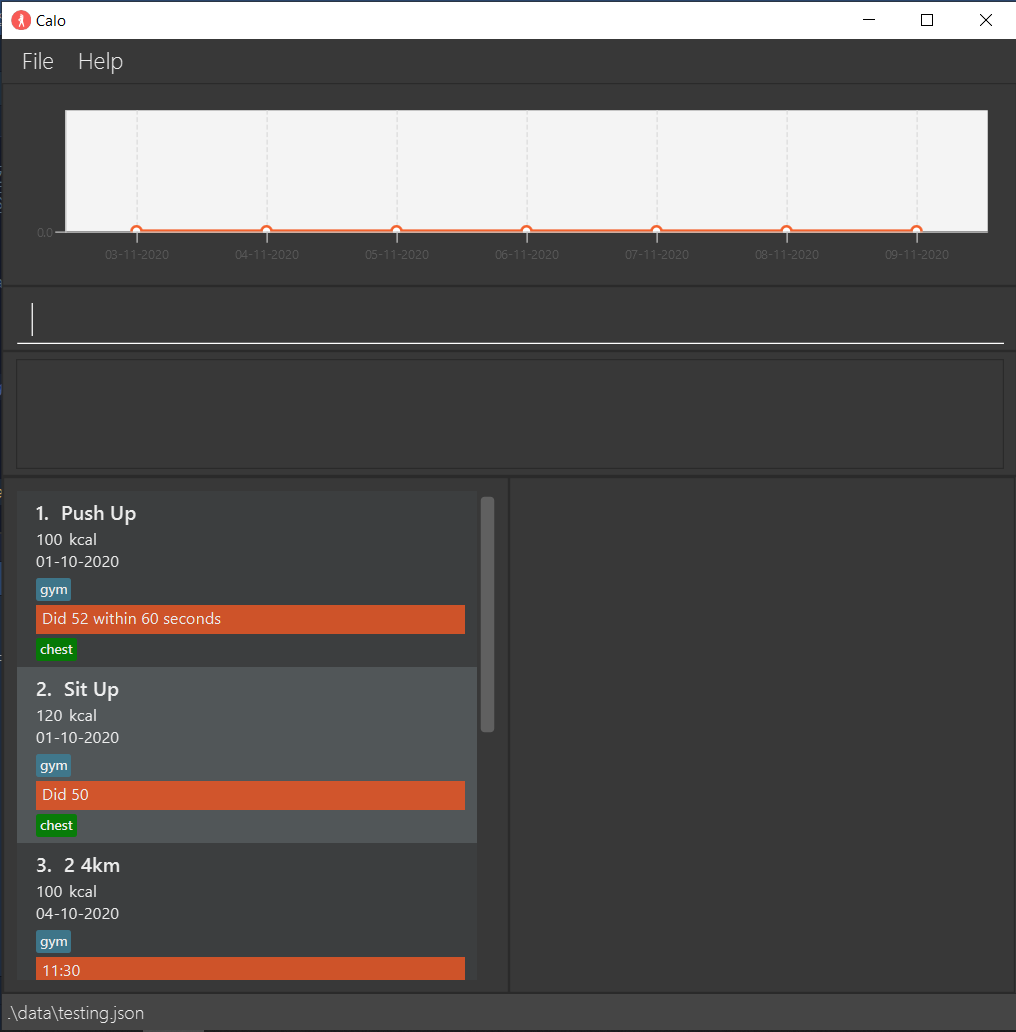 Calo
File Help
0.0
03-11-2020 04-11-2020 05-11-2020 06-11-2020 07-11-2020 08-11-2020 09-11-2020
1. Push Up
100 kcal
01-10-2020
gym
Did 52 within 60 seconds
chest
2. Sit Up
120 kcal
01-10-2020
gym
Did 50
chest
3. 2 4km
100 kcal
04-10-2020
gym
11:30
.\data\testing.json